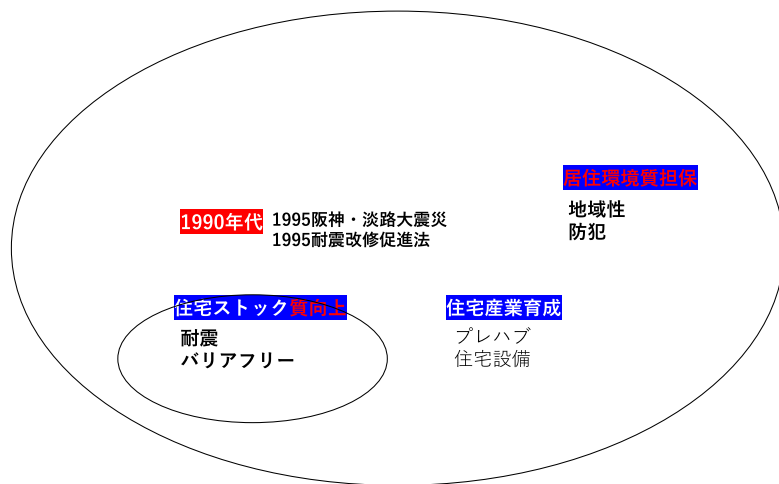 居住環境質担保
地域性
防犯
1990年代
1995阪神・淡路大震災
1995耐震改修促進法
住宅ストック質向上
耐震
バリアフリー
住宅産業育成
プレハブ
住宅設備